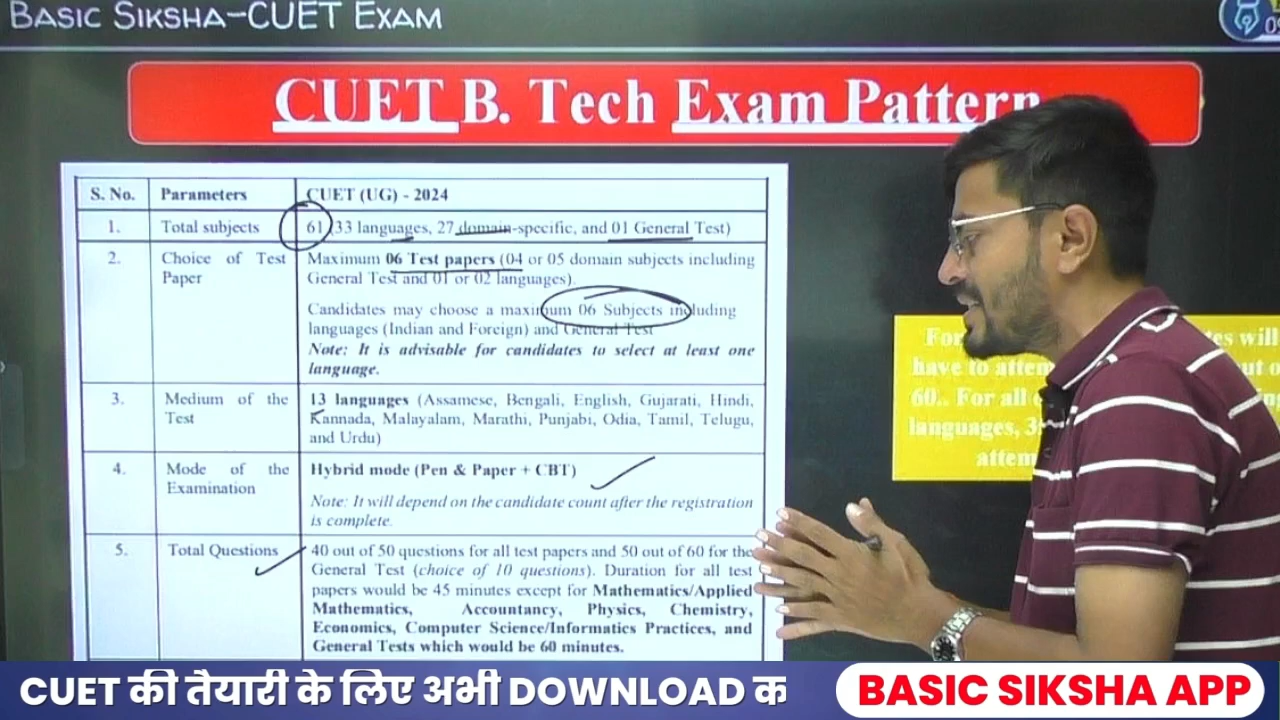 BASIC SIKSHA–CUET EXAM
CUET B. Tech Exam Pattern
S. No. Parameters CUET (UG) - 2024
1. Total subjects 61 (33 languages, 27 domain-specific, and 01 General Test)
2. Choice of Test Paper Maximum 06 Test papers (04 or 05 domain subjects including
General Test and 01 or 02 languages).
Candidates may choose a maximum 06 Subjects including
languages (Indian and Foreign) and General Test
Note: It is advisable for candidates to select at least one
language.
3. Medium of the Test 13 languages (Assamese, Bengali, English, Gujarati, Hindi,
Kannada, Malayalam, Marathi, Punjabi, Odia, Tamil, Telugu,
and Urdu)
4. Mode of the Examination Hybrid mode (Pen & Paper + CBT)
Note: It will depend on the candidate count after the registration
is complete.
5. Total Questions 40 out of 50 questions for all test papers and 50 out of 60 for the
General Test (choice of 10 questions). Duration for all test
papers would be 45 minutes except for Mathematics/Applied
Mathematics, Accountancy, Physics, Chemistry,
Economics, Computer Science/Informatics Practices, and
General Tests which would be 60 minutes.
For will
have to
60.. For all
languages,
CUET की तैयारी के लिए अभी DOWNLOAD क
BASIC SIKSHA APP